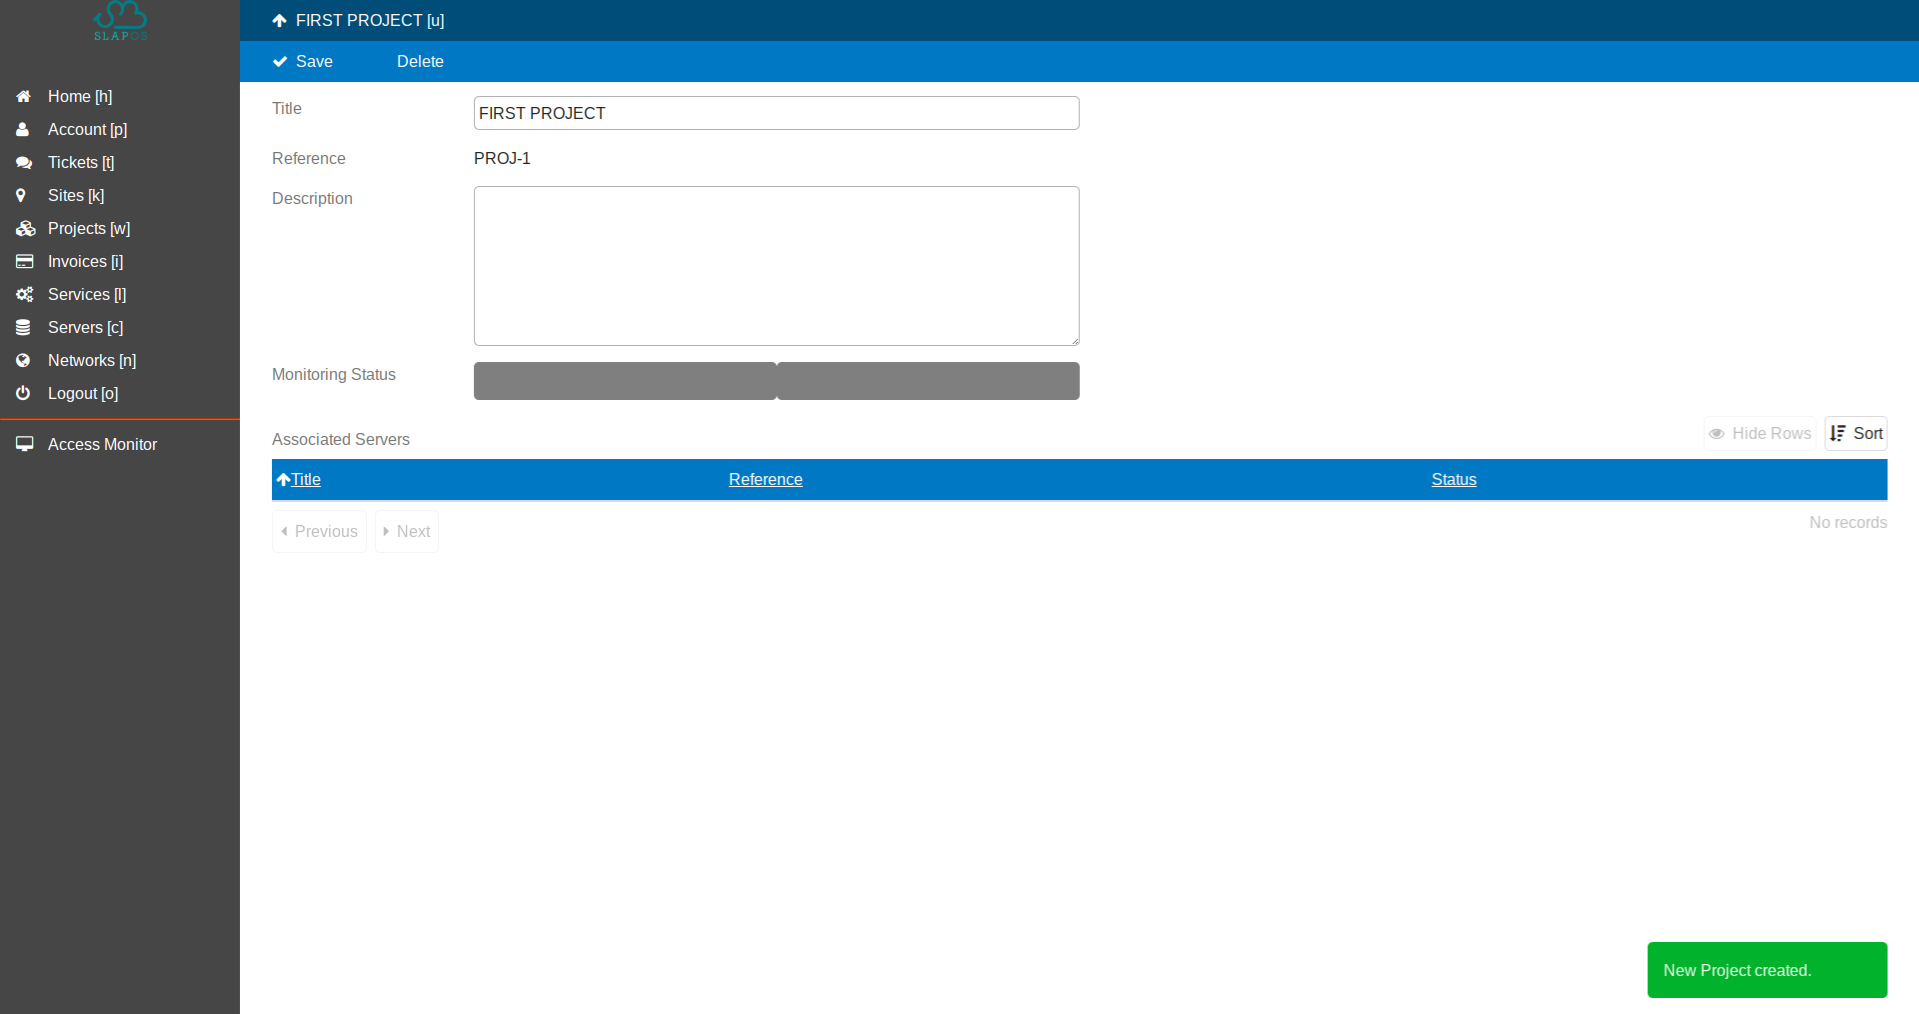 SLAPOS
Home [h]
Account [p]
Tickets [t]
Sites [k]
Projects [w]
Invoices [i]
Services [l]
Servers [c]
Networks [n]
Logout [o]
Access Monitor
FIRST PROJECT [u]
Save Delete
Title FIRST PROJECT
Reference PROJ-1
Description
Monitoring Status
Associated Servers Hide Rows Sort
Title Reference Status
Previous Next No records
New Project created.